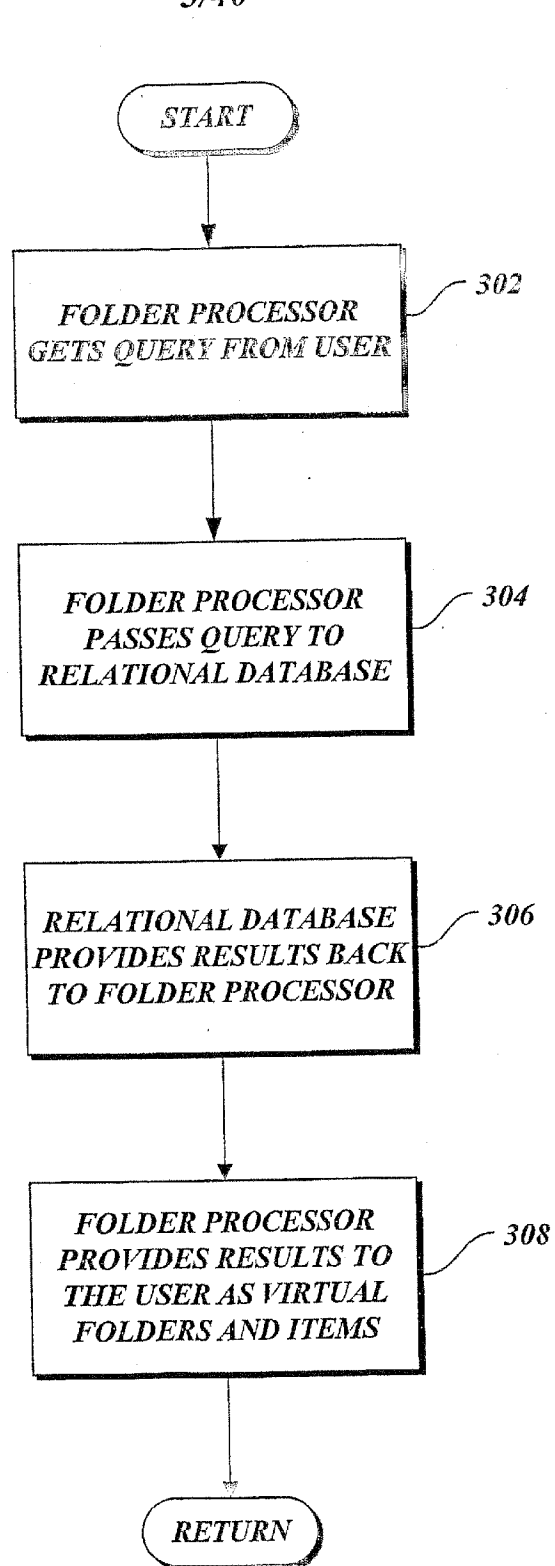 START
FOLDER PROCESSOR
GETS QUERY FROM USER
302
FOLDER PROCESSOR
PASSES QUERY TO
RELATIONAL DATABASE
304
RELATIONAL DATABASE
PROVIDES RESULTS BACK
TO FOLDER PROCESSOR
306
FOLDER PROCESSOR
PROVIDES RESULTS TO
THE USER AS VIRTUAL
FOLDERS AND ITEMS
308
RETURN